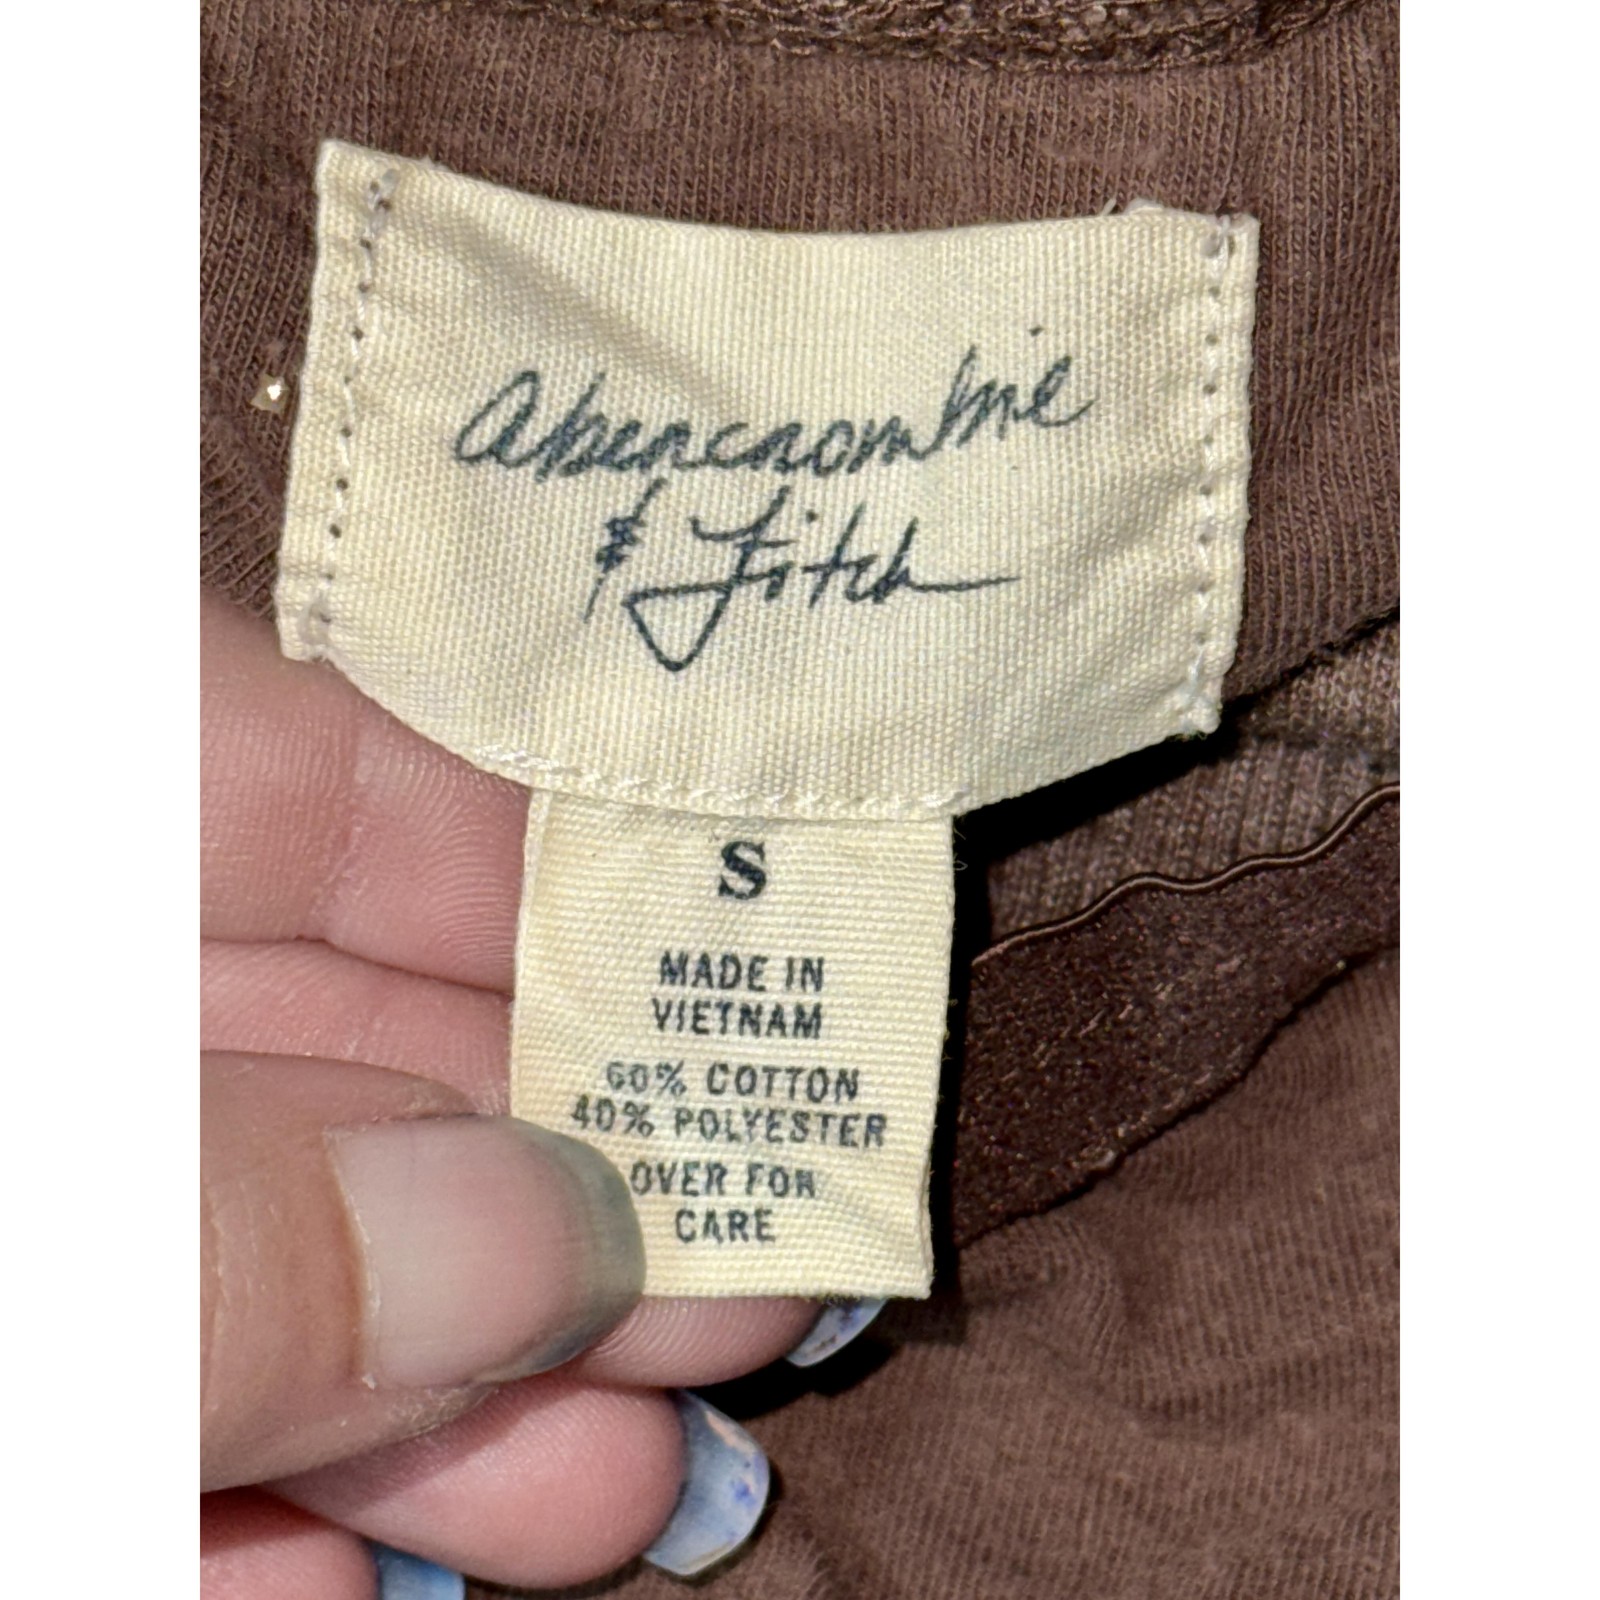 abercrombie
& Fitch
S
MADE IN
VIETNAM
60% COTTON
40% POLYESTER
OVER FOR
CARE